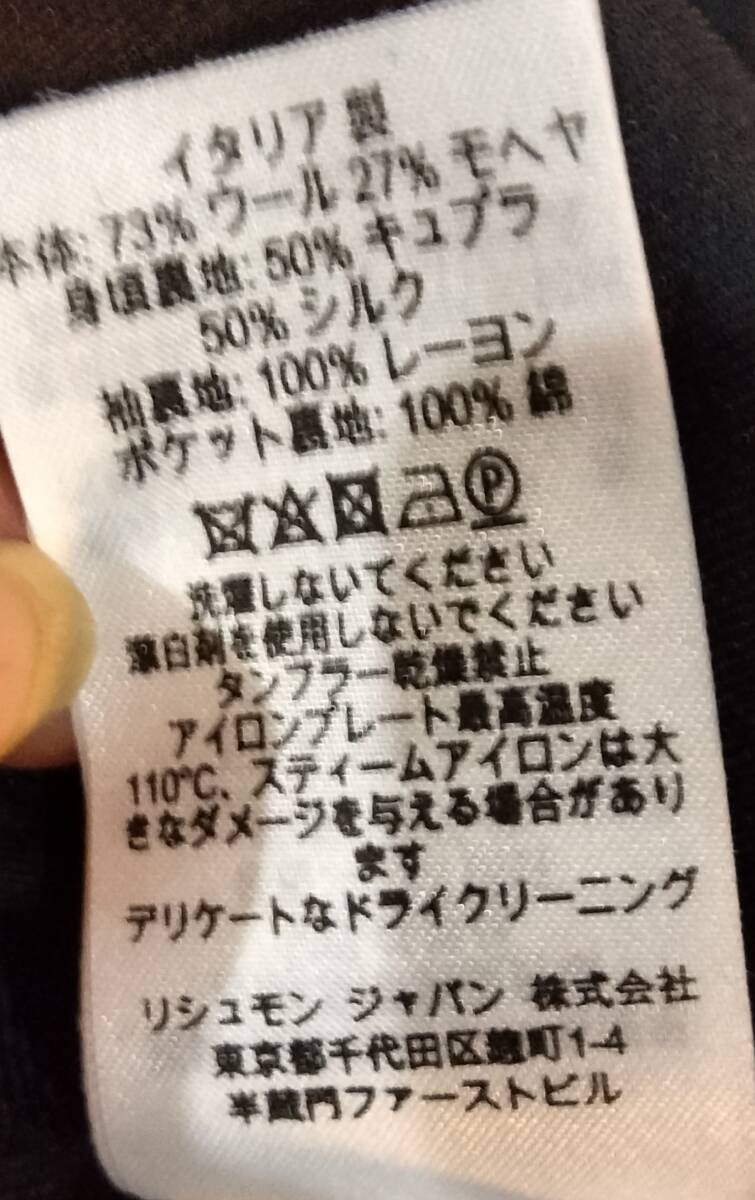 イタリア 製
本体: 73% ウール 27% モヘヤ
身頃裏地: 50% キュプラ
50% シルク
袖裏地: 100% レーヨン
ポケット裏地: 100% 綿
P
洗濯しないてください
漂白剤を使用しないでください
タンブラー乾燥禁止
アイロンプレート最高温度
110℃、スティームアイロンは大
きなダメージを与える場合があり
ます
デリケートなドライクリーニング
リシュモン ジャパン 株式会社
東京都千代田区麹町1-4
半蔵門ファーストビル